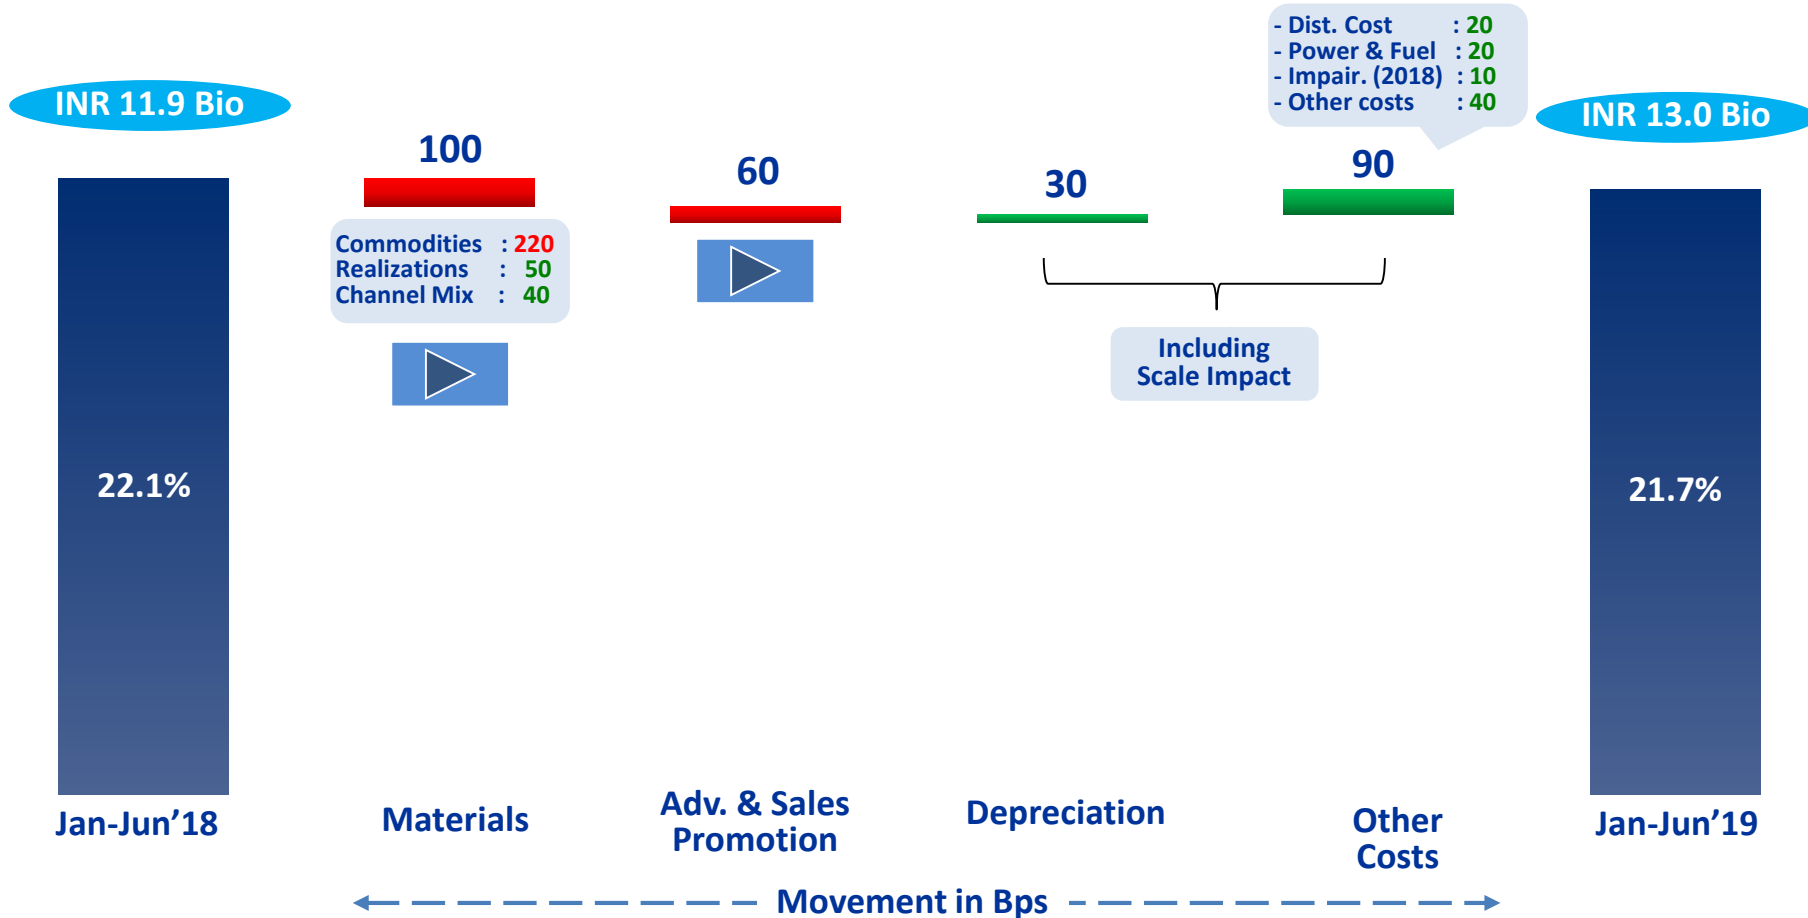 - Dist. Cost : 20
- Power & Fuel : 20
- Impair. (2018) : 10
- Other costs : 40
INR 11.9 Bio
INR 13.0 Bio
100
60
30
90
Commodities : 220
Realizations : 50
Channel Mix : 40
Including
Scale Impact
22.1%
21.7%
Jan-Jun’18
Materials
Adv. & Sales
Promotion
Depreciation
Other
Costs
Jan-Jun’19
Movement in Bps